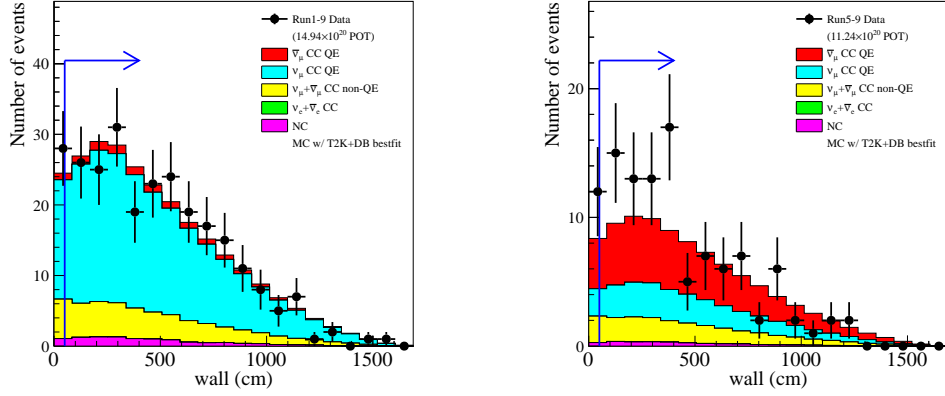 Number of events
40
30
20
10
0
0 500 1000 1500
wall (cm)
Run1-9 Data
(14.94×10²⁰ POT)
ν̅μ CC QE
νμ CC QE
νμ+ν̅μ CC non-QE
νe+ν̅e CC
NC
MC w/ T2K+DB bestfit
Number of events
20
10
0
0 500 1000 1500
wall (cm)
Run5-9 Data
(11.24×10²⁰ POT)
ν̅μ CC QE
νμ CC QE
νμ+ν̅μ CC non-QE
νe+ν̅e CC
NC
MC w/ T2K+DB bestfit